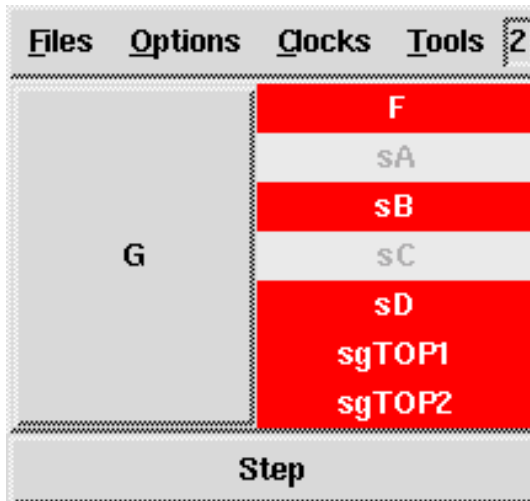 Files Options Clocks Tools 2
F
sA
sB
G
sC
sD
sgTOP1
sgTOP2
Step